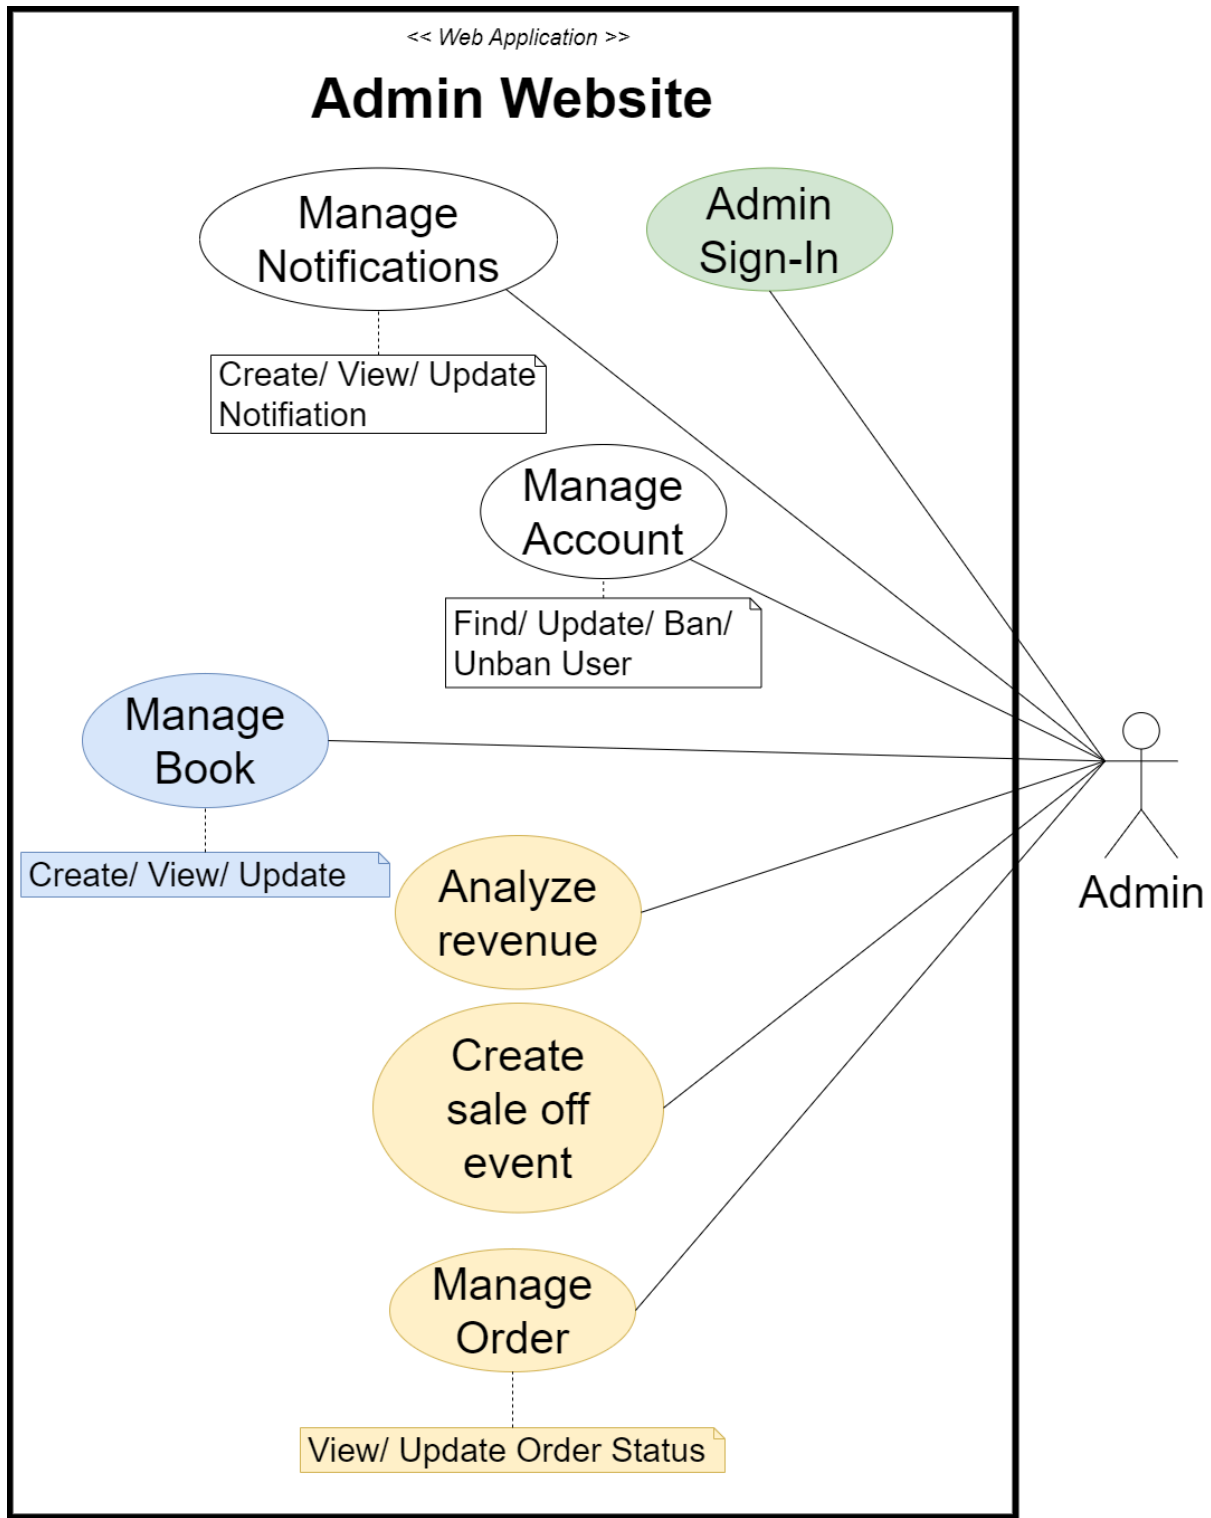 << Web Application >>
Admin Website
Manage
Notifications
Admin
Sign-In
Create/ View/ Update
Notifiation
Manage
Account
Find/ Update/ Ban/
Unban User
Manage
Book
Create/ View/ Update
Analyze
revenue
Admin
Create
sale off
event
Manage
Order
View/ Update Order Status